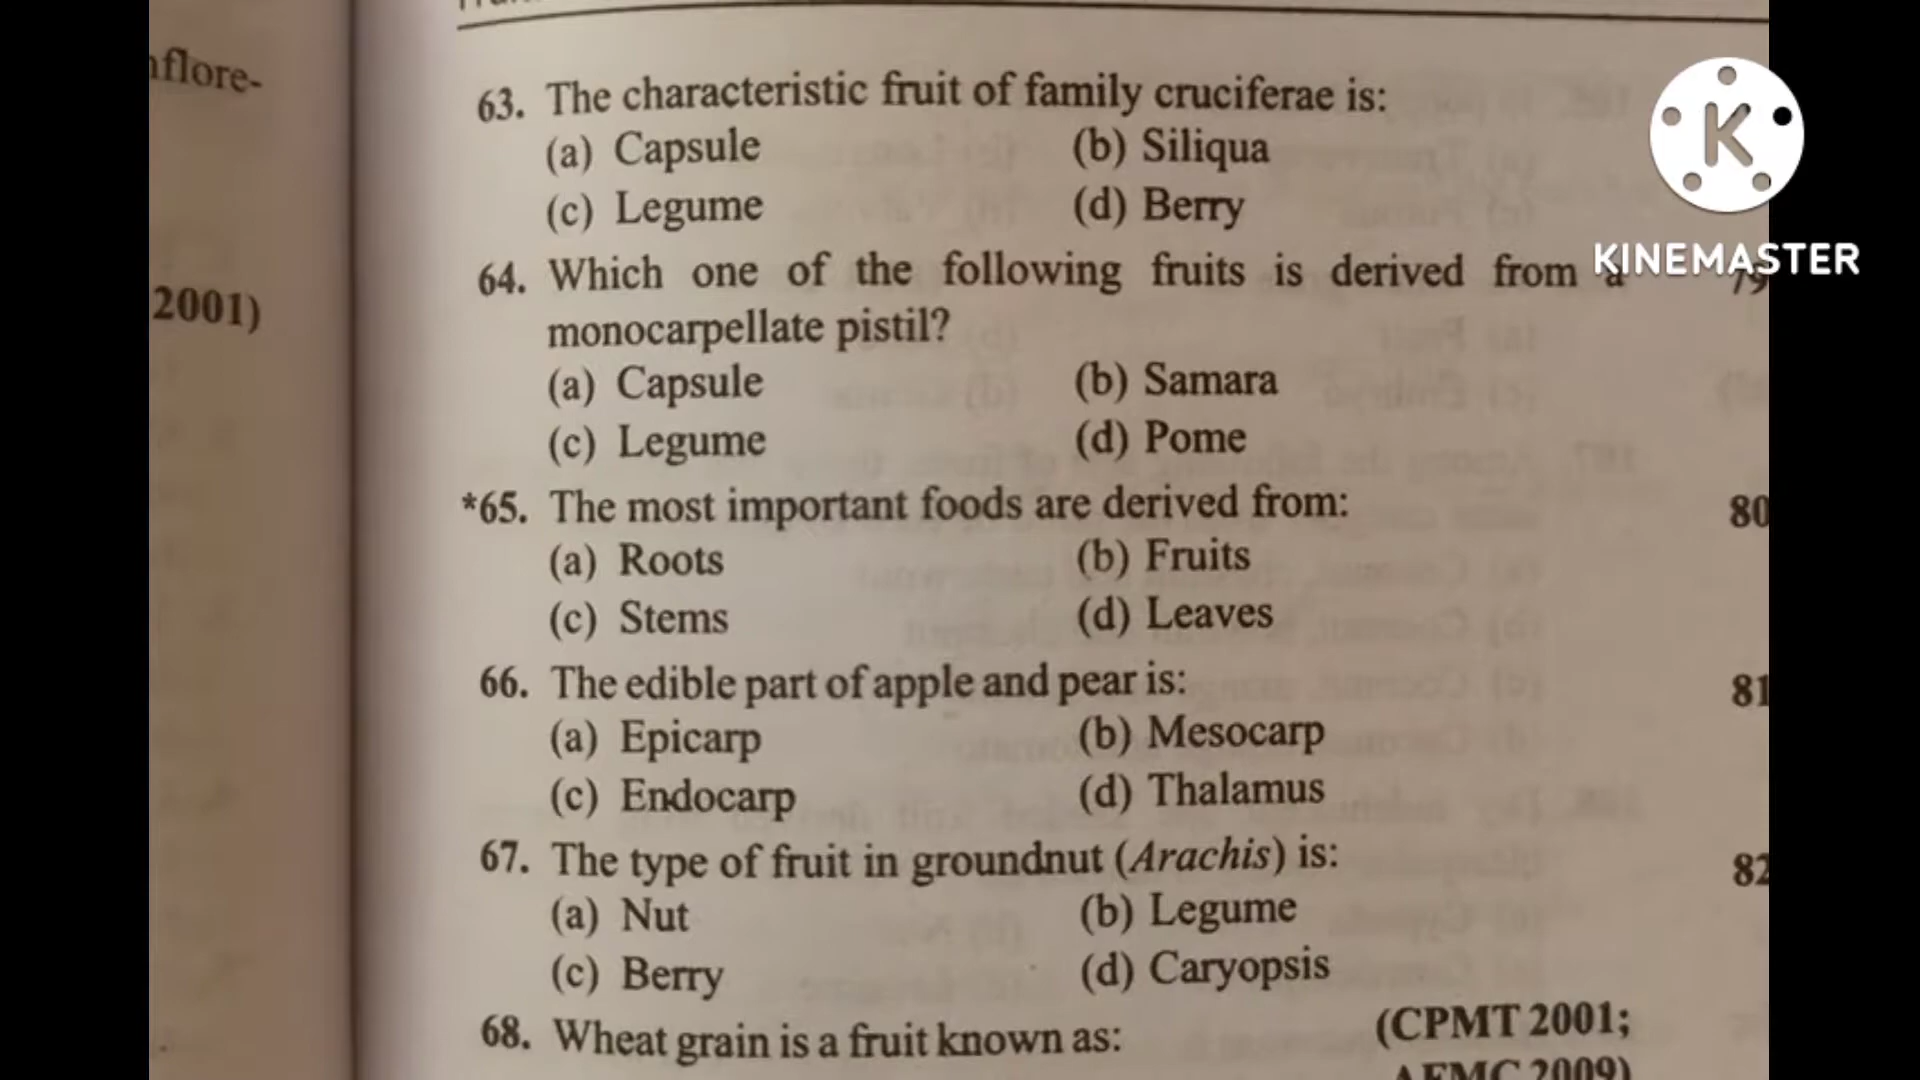 nflore-
2001)
63. The characteristic fruit of family cruciferae is:
(a) Capsule (b) Siliqua
(c) Legume (d) Berry
64. Which one of the following fruits is derived from a
monocarpellate pistil?
(a) Capsule (b) Samara
(c) Legume (d) Pome
*65. The most important foods are derived from:
(a) Roots (b) Fruits
(c) Stems (d) Leaves
66. The edible part of apple and pear is:
(a) Epicarp (b) Mesocarp
(c) Endocarp (d) Thalamus
67. The type of fruit in groundnut (Arachis) is:
(a) Nut (b) Legume
(c) Berry (d) Caryopsis
68. Wheat grain is a fruit known as: (CPMT 2001;
AFMC 2009)
79
80
81
82
K
KINEMASTER